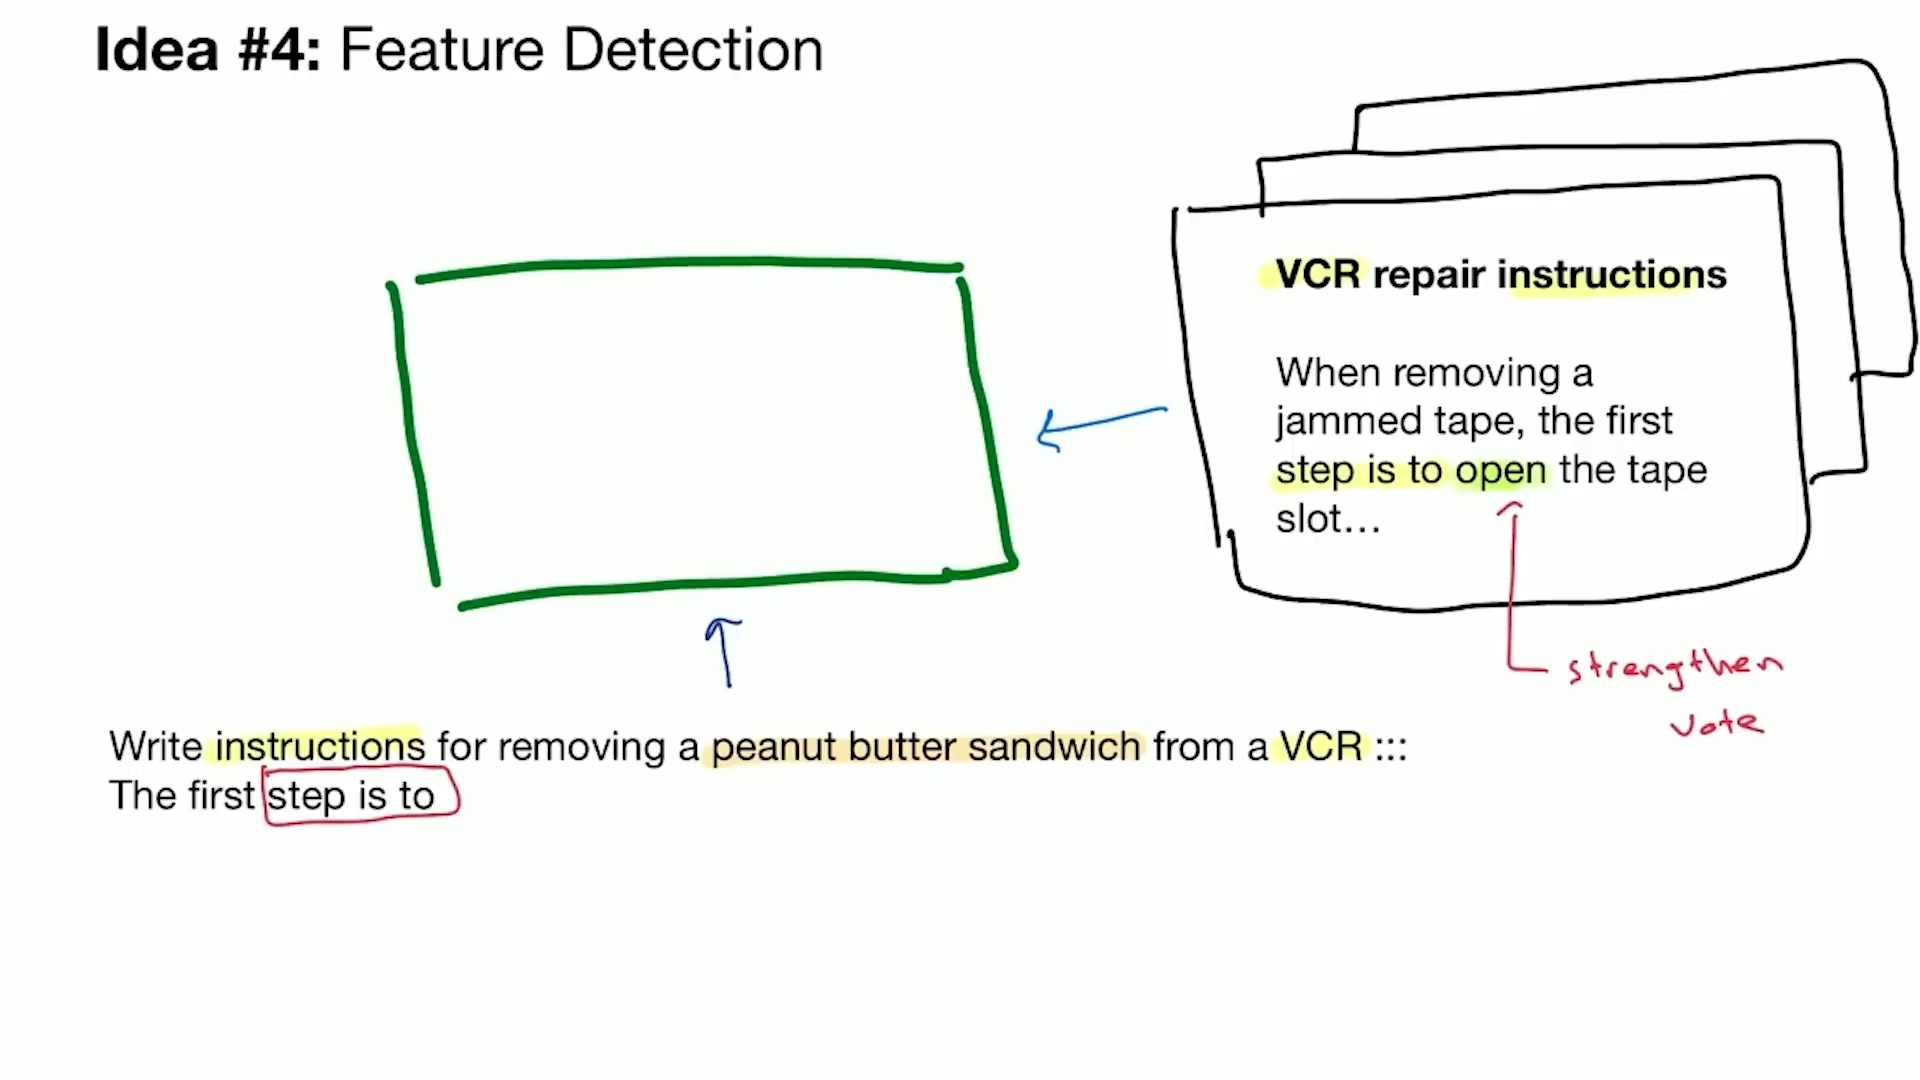 Idea #4: Feature Detection
VCR repair instructions
When removing a
jammed tape, the first
step is to open the tape
slot...
strengthen
vote
Write instructions for removing a peanut butter sandwich from a VCR :::
The first step is to